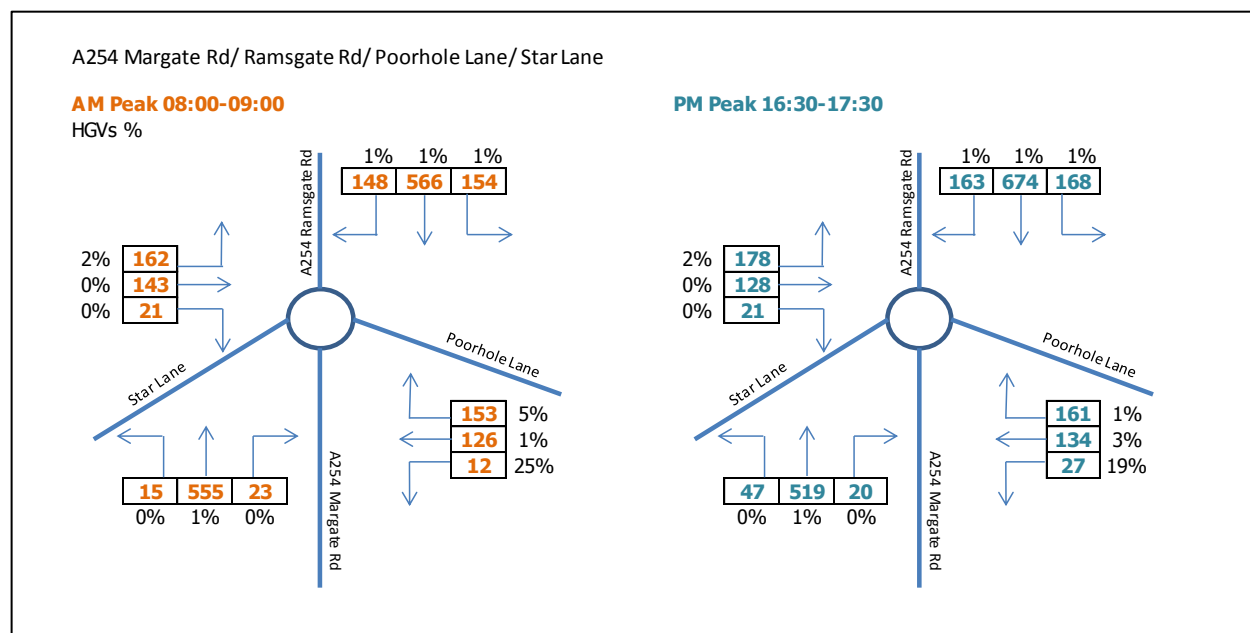 A254 Margate Rd/ Ramsgate Rd/ Poorhole Lane/ Star Lane
AM Peak 08:00-09:00
HGVs %
A254 Ramsgate Rd
1% 1% 1%
148 566 154
2% 162
0% 143
0% 21
Star Lane
Poorhole Lane
153 5%
126 1%
12 25%
15 555 23
0% 1% 0%
A254 Margate Rd
PM Peak 16:30-17:30
A254 Ramsgate Rd
1% 1% 1%
163 674 168
2% 178
0% 128
0% 21
Star Lane
Poorhole Lane
161 1%
134 3%
27 19%
47 519 20
0% 1% 0%
A254 Margate Rd